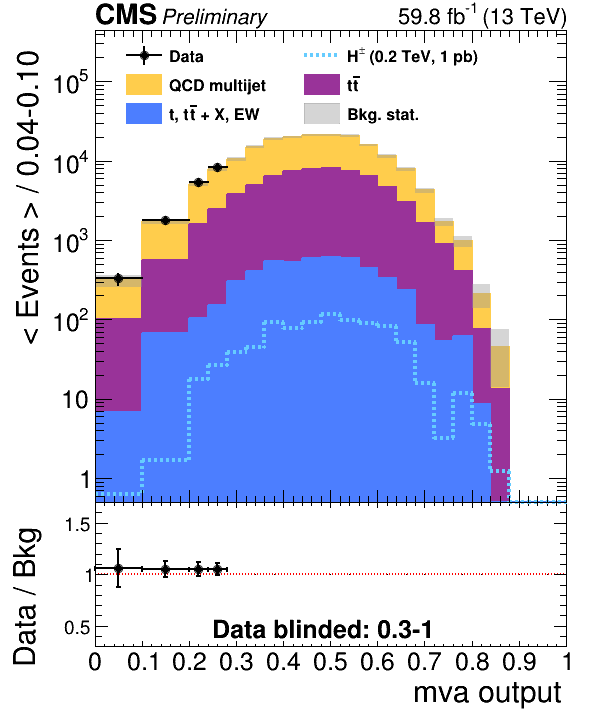 CMS Preliminary 59.8 fb⁻¹ (13 TeV)
< Events > / 0.04-0.10
Data
H± (0.2 TeV, 1 pb)
QCD multijet
tt̄
t, tt̄ + X, EW
Bkg. stat.
10⁵
10⁴
10³
10²
10
1
Data / Bkg
1.5
1
0.5
Data blinded: 0.3-1
0 0.1 0.2 0.3 0.4 0.5 0.6 0.7 0.8 0.9 1
mva output